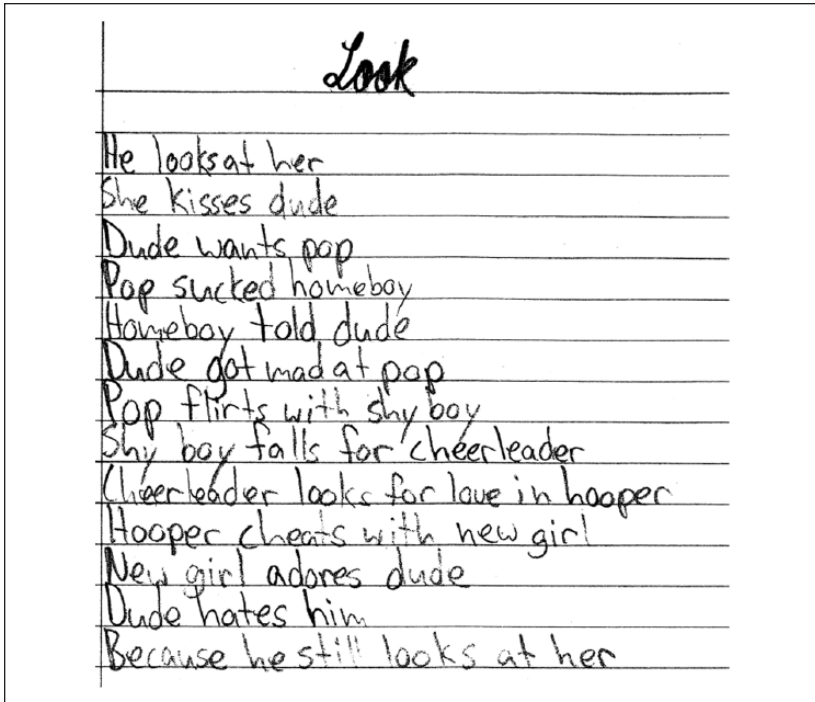 Look
He looks at her
She kisses dude
Dude wants pop
Pop sucked homeboy
Homeboy told dude
Dude got mad at pop
Pop flirts with shy boy
Shy boy falls for cheerleader
Cheerleader looks for love in hooper
Hooper cheats with new girl
New girl adores dude
Dude hates him
Because he still looks at her